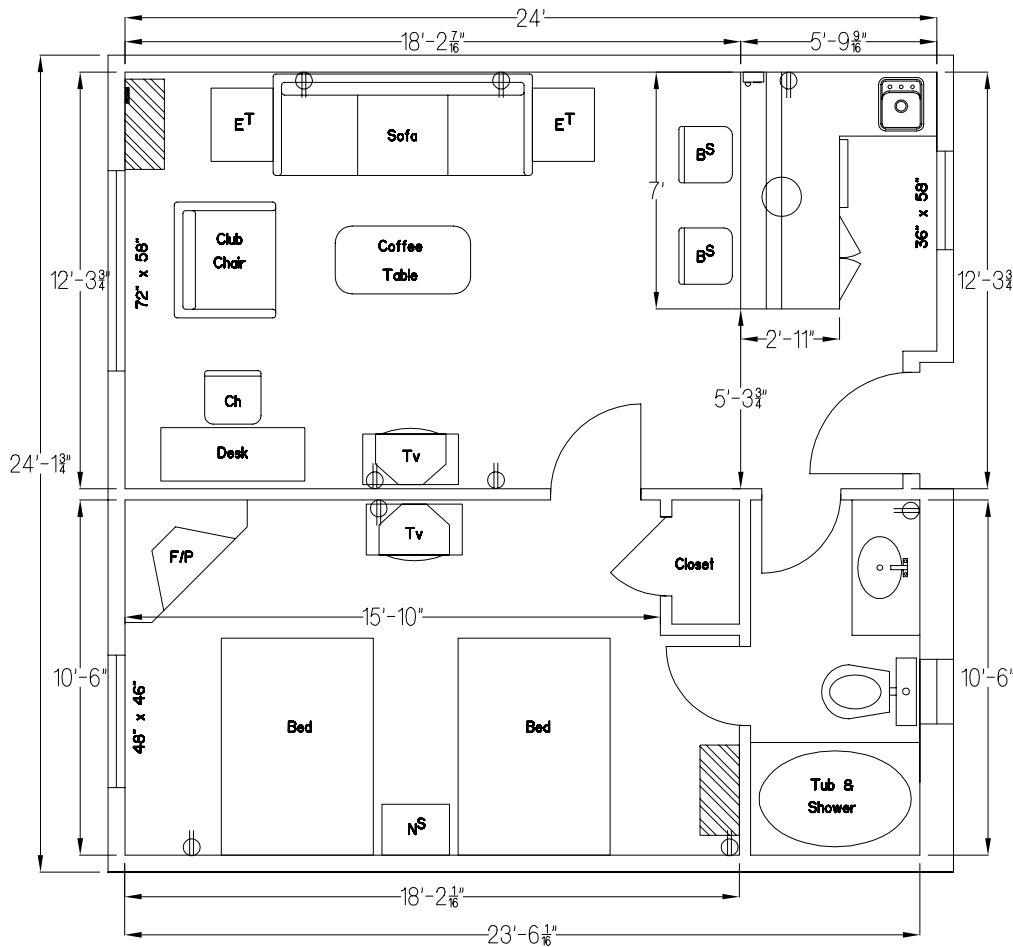 24'
18'-2 7/16" 5'-9 9/16"
ET Sofa ET
BS
7'
36" x 58"
Club
Chair
Coffee
Table
BS
72" x 58"
12'-3 3/4" 12'-3 3/4"
2'-11"
Ch
5'-3 3/4"
Desk
Tv
24'-1 3/4"
Tv
F/P
Closet
15'-10"
10'-6" 10'-6'
48" x 46"
Bed Bed
Tub &
Shower
NS
18'-2 1/16"
23'-6 1/16"